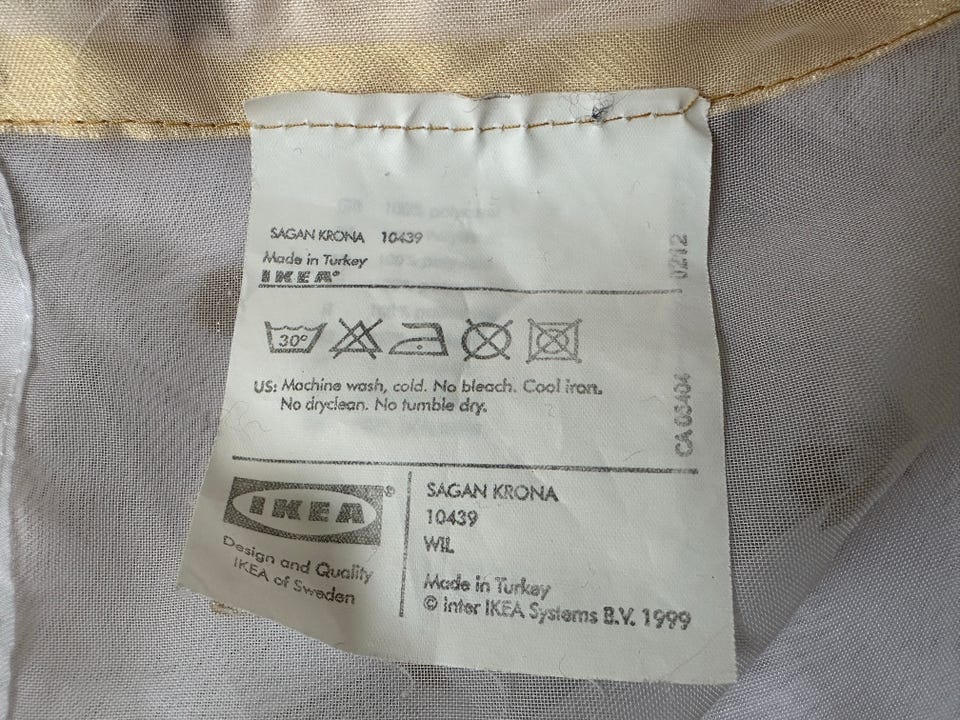 SAGAN KRONA 10439
Made in Turkey
IKEA®
0212
30°
US: Machine wash, cold. No bleach. Cool iron.
No dryclean. No tumble dry.
CA 03404
IKEA®
Design and Quality
IKEA of Sweden
SAGAN KRONA
10439
WIL
Made in Turkey
© Inter IKEA Systems B.V. 1999